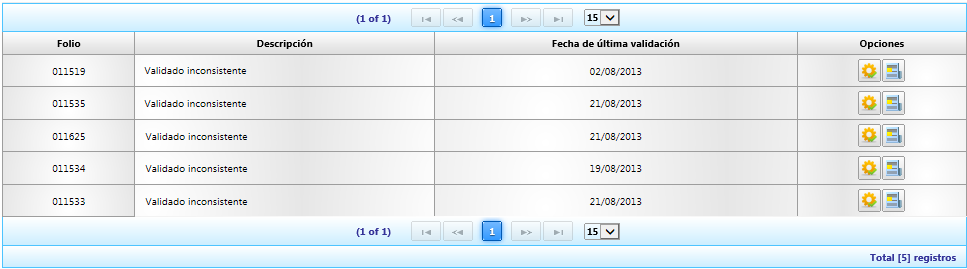 (1 of 1) 1 15
Folio Descripción Fecha de última validación Opciones
011519 Validado inconsistente 02/08/2013
011535 Validado inconsistente 21/08/2013
011625 Validado inconsistente 21/08/2013
011534 Validado inconsistente 19/08/2013
011533 Validado inconsistente 21/08/2013
(1 of 1) 1 15
Total [5] registros